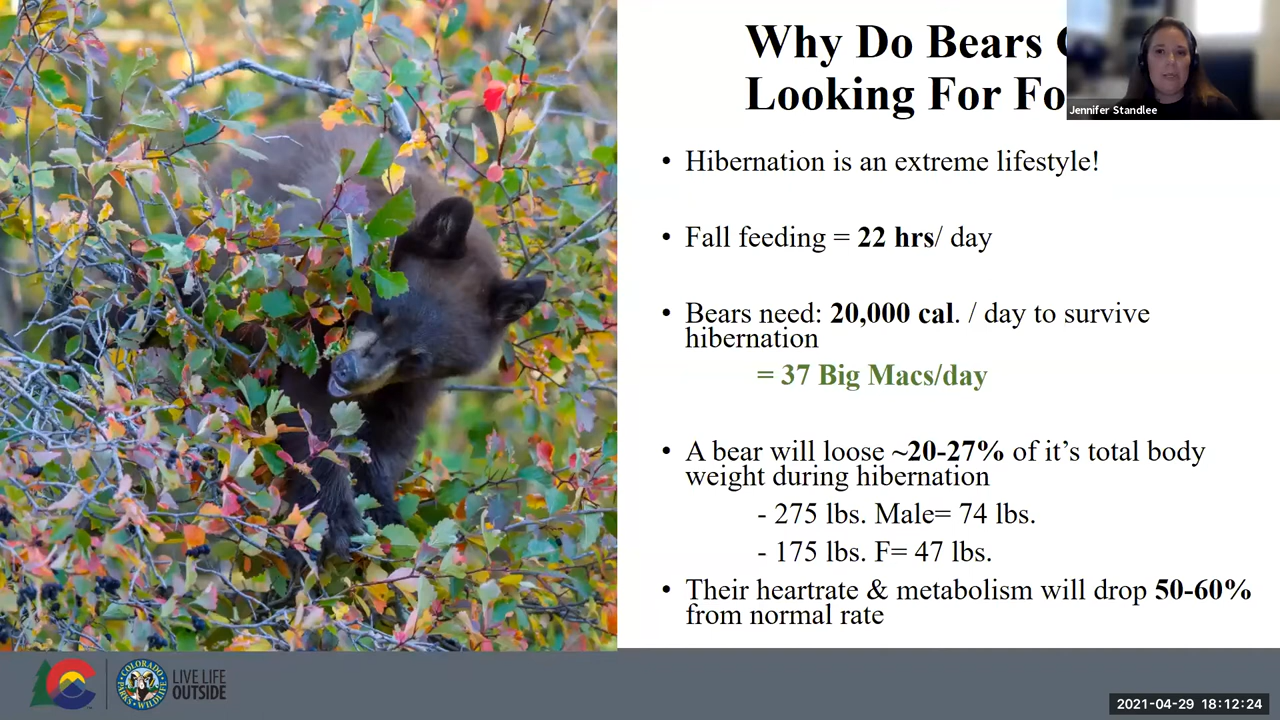 Why Do Bears
Looking For Fo
Jennifer Standlee
• Hibernation is an extreme lifestyle!
• Fall feeding = 22 hrs/ day
• Bears need: 20,000 cal. / day to survive
hibernation
= 37 Big Macs/day
• A bear will loose ~20-27% of it’s total body
weight during hibernation
- 275 lbs. Male= 74 lbs.
- 175 lbs. F= 47 lbs.
• Their heartrate & metabolism will drop 50-60%
from normal rate
COLORADO
PARKS & WILDLIFE
LIVE LIFE
OUTSIDE
2021-04-29 18:12:24